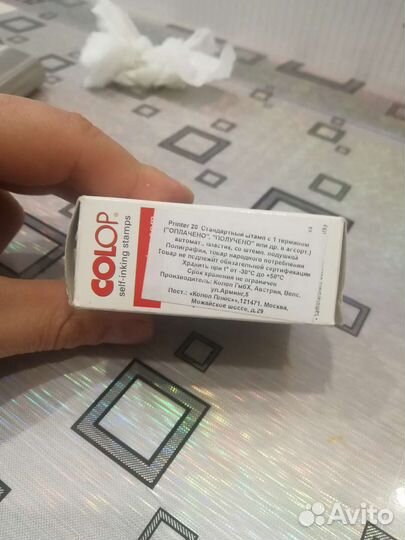 COLOP®
self-inking stamps
Printer 20 Стандартный штамп с 1 термином
("ОПЛАЧЕНО", "ПОЛУЧЕНО" или др. в ассорт.)
автомат., пластик, со штемп. подушкой
Полиграфия, товар народного потребления
Товар не подлежит обязательной сертификации
Хранить при t° от -30°С до +50°С
Срок хранения не ограничен
Производитель: Колоп ГмбХ, Австрия, Велс,
ул.Арминг,5
Пост.: «Колоп Плюс»,121471, Москва,
Можайское шоссе, д.29
Avito